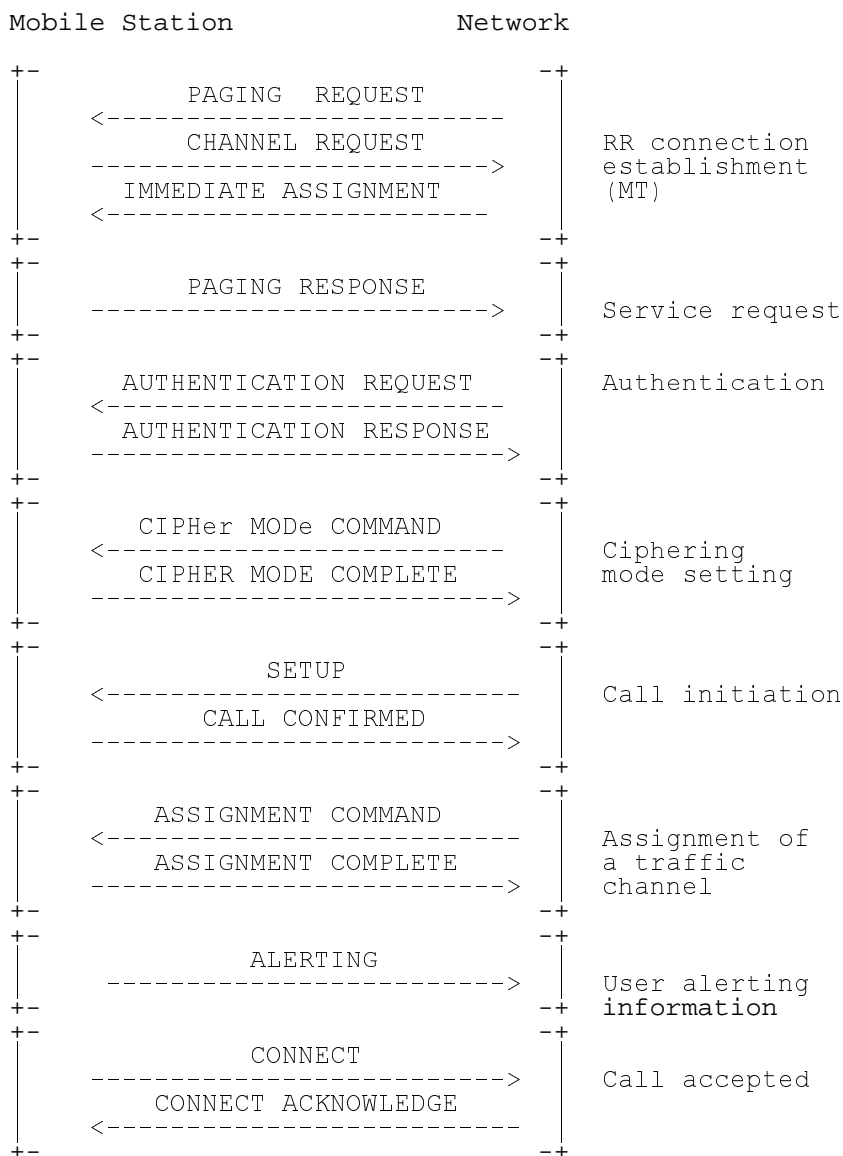 Mobile Station Network
PAGING REQUEST
CHANNEL REQUEST RR connection
establishment
IMMEDIATE ASSIGNMENT (MT)
PAGING RESPONSE
Service request
AUTHENTICATION REQUEST Authentication
AUTHENTICATION RESPONSE
CIPHer MODe COMMAND
Ciphering
CIPHER MODE COMPLETE mode setting
SETUP
Call initiation
CALL CONFIRMED
ASSIGNMENT COMMAND
Assignment of
ASSIGNMENT COMPLETE a traffic
channel
ALERTING
User alerting
information
CONNECT
Call accepted
CONNECT ACKNOWLEDGE